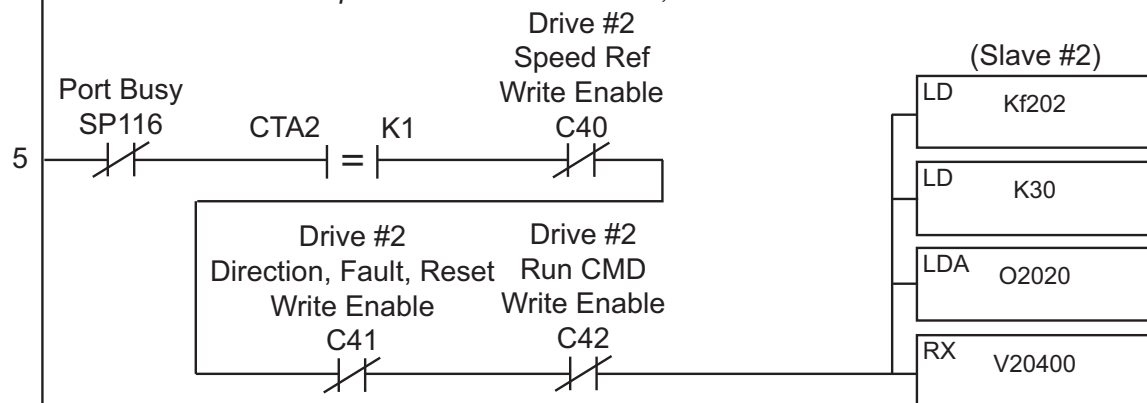 Drive #2
Speed Ref
Write Enable
C40
(Slave #2)
Port Busy
SP116
CTA2
K1
=
5
LD
Kf202
LD
K30
LDA
O2020
RX
V20400
Drive #2
Direction, Fault, Reset
Write Enable
C41
Drive #2
Run CMD
Write Enable
C42